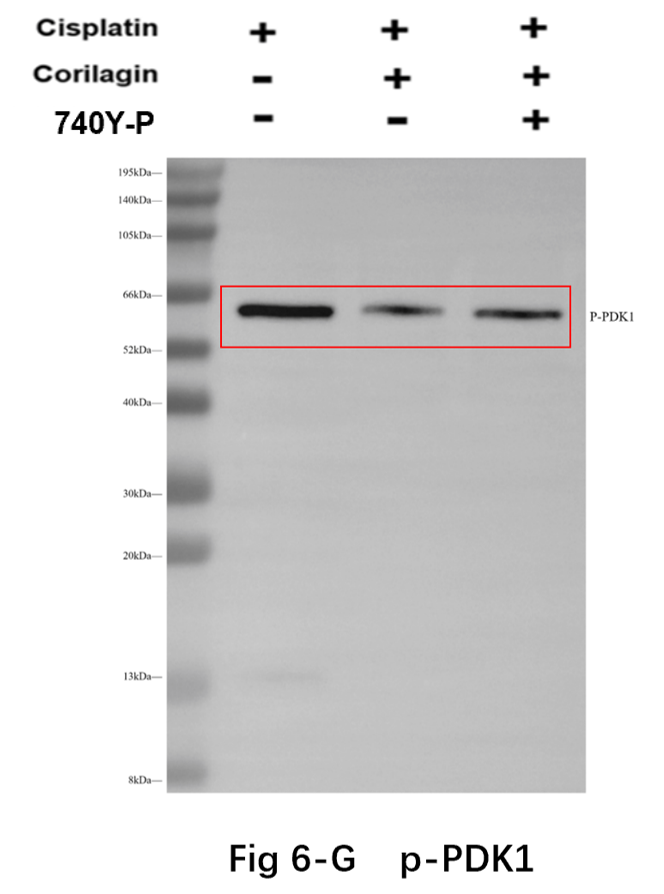 Cisplatin + + +
Corilagin - + +
740Y-P - - +
195kDa
140kDa
105kDa
66kDa
P-PDK1
52kDa
40kDa
30kDa
20kDa
13kDa
8kDa
Fig 6-G p-PDK1